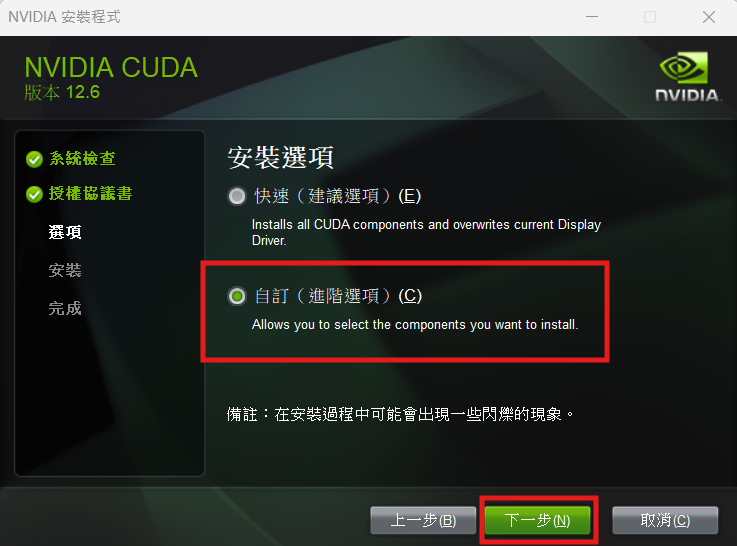 NVIDIA 安裝程式
NVIDIA CUDA
版本 12.6
NVIDIA.
系統檢查
授權協議書
選項
安裝
完成
安裝選項
快速（建議選項）(E)
Installs all CUDA components and overwrites current Display
Driver.
自訂（進階選項）(C)
Allows you to select the components you want to install.
備註：在安裝過程中可能會出現一些閃爍的現象。
上一步(B)
下一步(N)
取消(C)